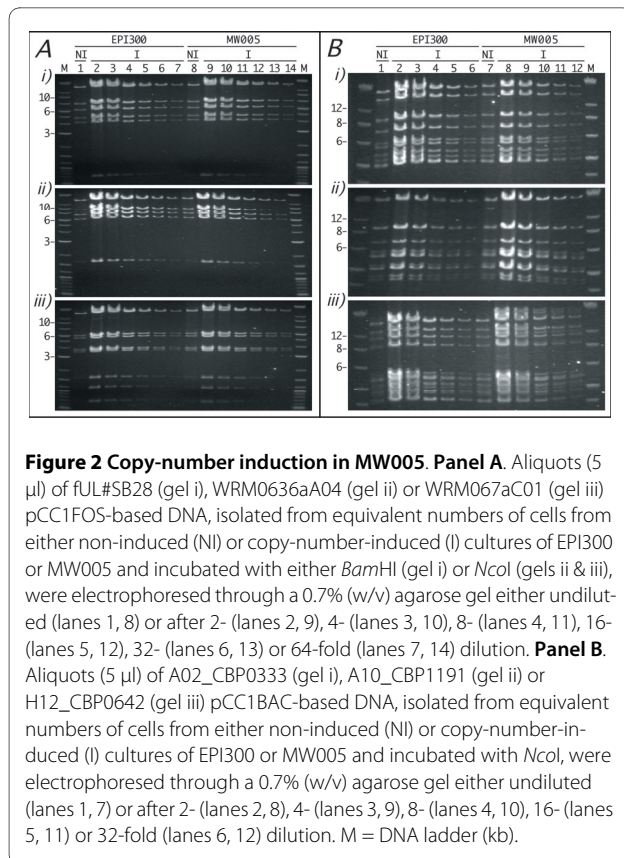 A
EPI300 MW005
NI I NI I
M 1 2 3 4 5 6 7 8 9 10 11 12 13 14 M
i)
10-
6-
3-
ii)
10-
6-
3-
iii)
10-
6-
3-
B
EPI300 MW005
NI I NI I
1 2 3 4 5 6 7 8 9 10 11 12 M
i)
12-
8-
6-
ii)
12-
8-
6-
iii)
12-
8-
6-
Figure 2 Copy-number induction in MW005. Panel A. Aliquots (5
µl) of fUL#SB28 (gel i), WRM0636aA04 (gel ii) or WRM067aC01 (gel iii)
pCC1FOS-based DNA, isolated from equivalent numbers of cells from
either non-induced (NI) or copy-number-induced (I) cultures of EPI300
or MW005 and incubated with either BamHI (gel i) or NcoI (gels ii & iii),
were electrophoresed through a 0.7% (w/v) agarose gel either undilut-
ed (lanes 1, 8) or after 2- (lanes 2, 9), 4- (lanes 3, 10), 8- (lanes 4, 11), 16-
(lanes 5, 12), 32- (lanes 6, 13) or 64-fold (lanes 7, 14) dilution. Panel B.
Aliquots (5 µl) of A02_CBP0333 (gel i), A10_CBP1191 (gel ii) or
H12_CBP0642 (gel iii) pCC1BAC-based DNA, isolated from equivalent
numbers of cells from either non-induced (NI) or copy-number-in-
duced (I) cultures of EPI300 or MW005 and incubated with NcoI, were
electrophoresed through a 0.7% (w/v) agarose gel either undiluted
(lanes 1, 7) or after 2- (lanes 2, 8), 4- (lanes 3, 9), 8- (lanes 4, 10), 16- (lanes
5, 11) or 32-fold (lanes 6, 12) dilution. M = DNA ladder (kb).